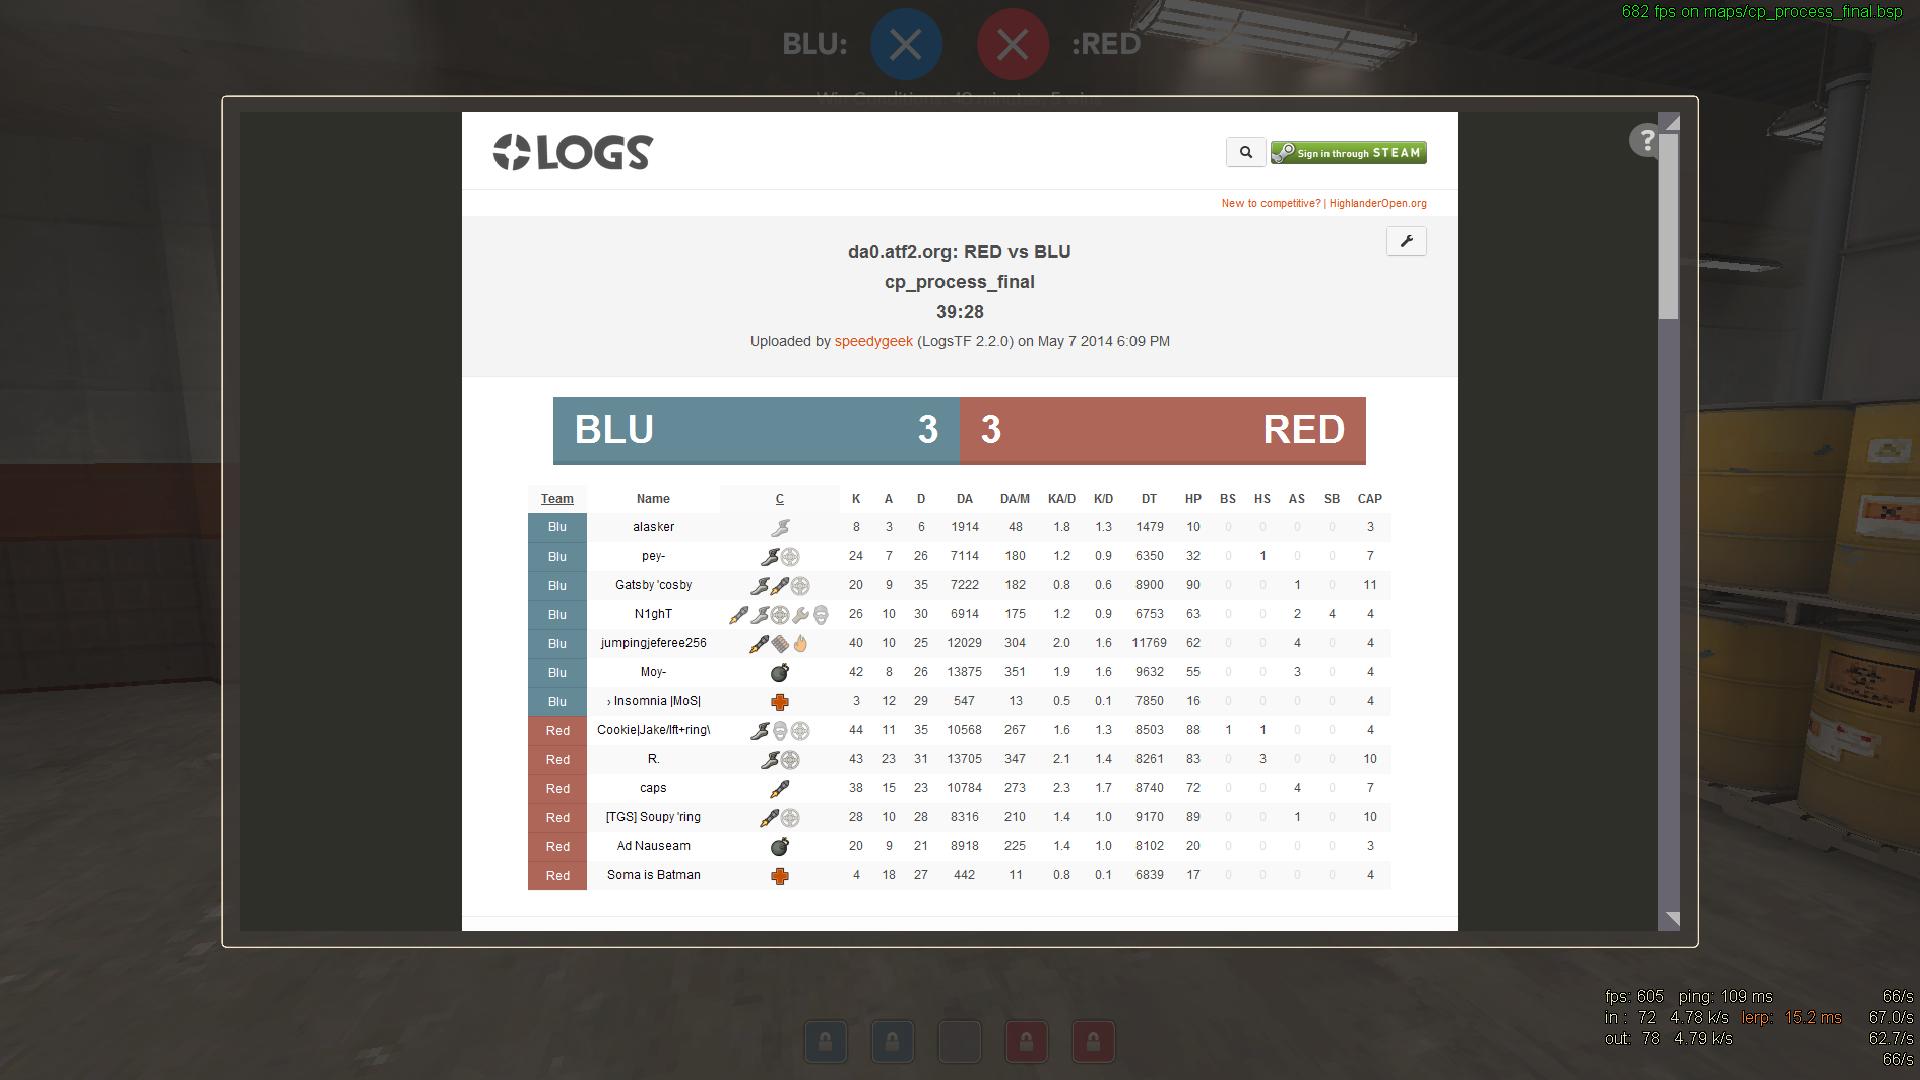 682 fps on maps/cp_process_final.bsp
BLU: :RED
Win Conditions: 40 minutes, 5 wins
LOGS
Sign in through STEAM
?
New to competitive? | HighlanderOpen.org
da0.atf2.org: RED vs BLU
cp_process_final
39:28
Uploaded by speedygeek (LogsTF 2.2.0) on May 7 2014 6:09 PM
BLU 3 3 RED
Team Name C K A D DA DA/M KA/D K/D DT HP BS HS AS SB CAP
Blu alasker 8 3 6 1914 48 1.8 1.3 1479 10 0 0 0 0 3
Blu pey- 24 7 26 7114 180 1.2 0.9 6350 32 0 1 0 0 7
Blu Gatsby 'cosby 20 9 35 7222 182 0.8 0.6 8900 90 0 0 1 0 11
Blu N1ghT 26 10 30 6914 175 1.2 0.9 6753 63 0 0 2 4 4
Blu jumpingjeferee256 40 10 25 12029 304 2.0 1.6 11769 62 0 0 4 0 4
Blu Moy- 42 8 26 13875 351 1.9 1.6 9632 55 0 0 3 0 4
Blu › Insomnia |MoS| 3 12 29 547 13 0.5 0.1 7850 16 0 0 0 0 4
Red Cookie|Jake/lft+ring\ 44 11 35 10568 267 1.6 1.3 8503 88 1 1 0 0 4
Red R. 43 23 31 13705 347 2.1 1.4 8261 83 0 3 0 0 10
Red caps 38 15 23 10784 273 2.3 1.7 8740 72 0 0 4 0 7
Red [TGS] Soupy 'ring 28 10 28 8316 210 1.4 1.0 9170 89 0 0 1 0 10
Red Ad Nauseam 20 9 21 8918 225 1.4 1.0 8102 20 0 0 0 0 3
Red Soma is Batman 4 18 27 442 11 0.8 0.1 6839 17 0 0 0 0 4
fps: 605 ping: 109 ms 66/s
in : 72 4.78 k/s lerp: 15.2 ms 67.0/s
out: 78 4.79 k/s 62.7/s
66/s